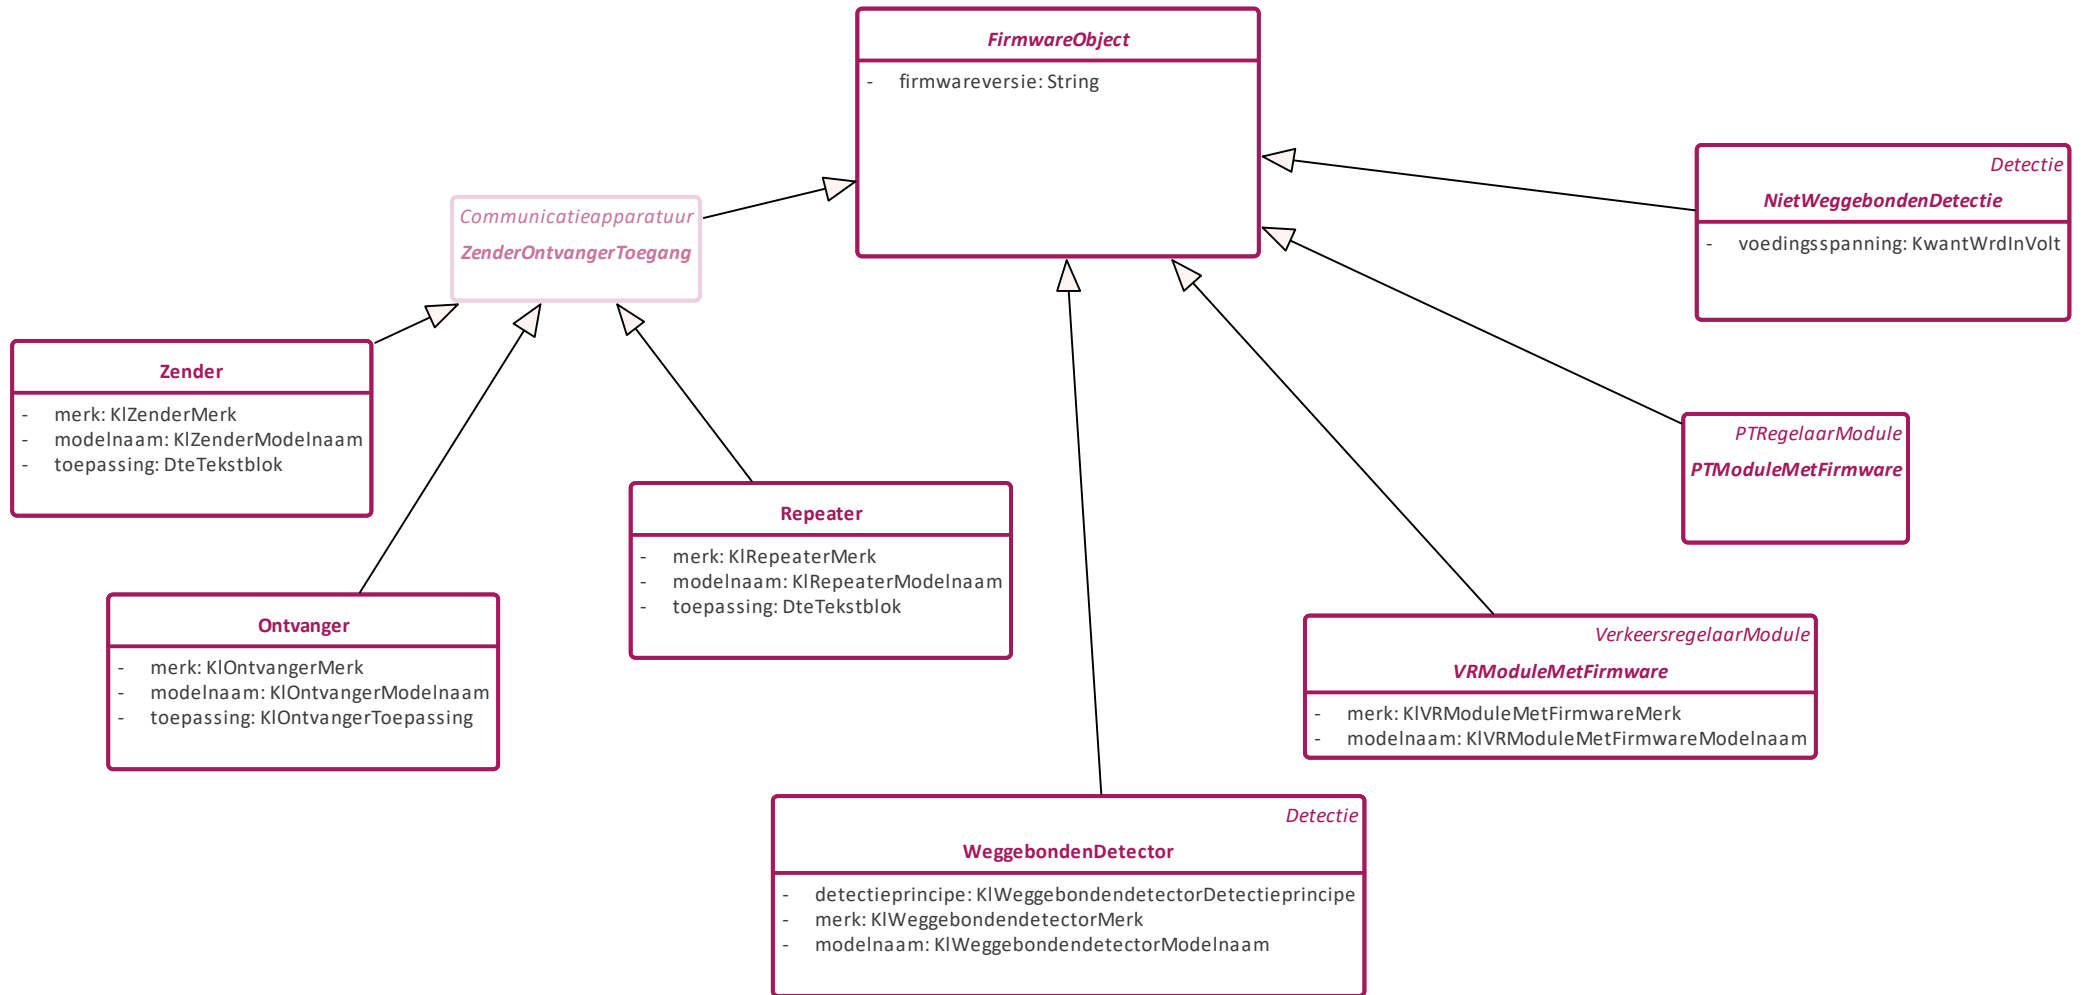 FirmwareObject
- firmwareversie: String
Detectie
NietWeggebondenDetectie
- voedingsspanning: KwantWrdInVolt
Communicatieapparatuur
ZenderOntvangerToegang
Zender
- merk: KlZenderMerk
- modelnaam: KlZenderModelnaam
- toepassing: DteTekstblok
PTRegelaarModule
PTModuleMetFirmware
Repeater
- merk: KlRepeaterMerk
- modelnaam: KlRepeaterModelnaam
- toepassing: DteTekstblok
Ontvanger
- merk: KlOntvangerMerk
- modelnaam: KlOntvangerModelnaam
- toepassing: KlOntvangerToepassing
VerkeersregelaarModule
VRModuleMetFirmware
- merk: KlVRModuleMetFirmwareMerk
- modelnaam: KlVRModuleMetFirmwareModelnaam
Detectie
WeggebondenDetector
- detectieprincipe: KlWeggebondendetectorDetectieprincipe
- merk: KlWeggebondendetectorMerk
- modelnaam: KlWeggebondendetectorModelnaam